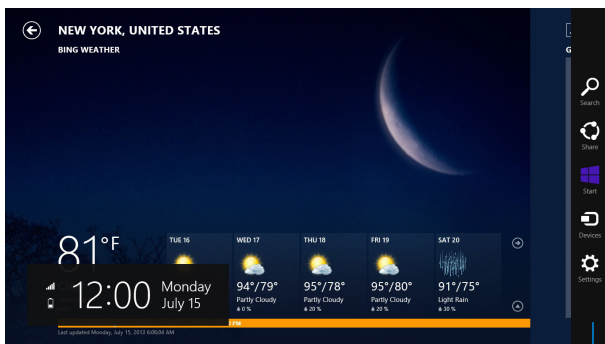 NEW YORK, UNITED STATES
BING WEATHER
Search
Share
Start
Devices
Settings
81°F
TUE 16
WED 17
94°/79°
Partly Cloudy
0 %
THU 18
95°/78°
Partly Cloudy
20 %
FRI 19
95°/80°
Partly Cloudy
20 %
SAT 20
91°/75°
Light Rain
30 %
12:00
Monday
July 15
PM
Last updated Monday, July 15, 2013 6:06:04 AM